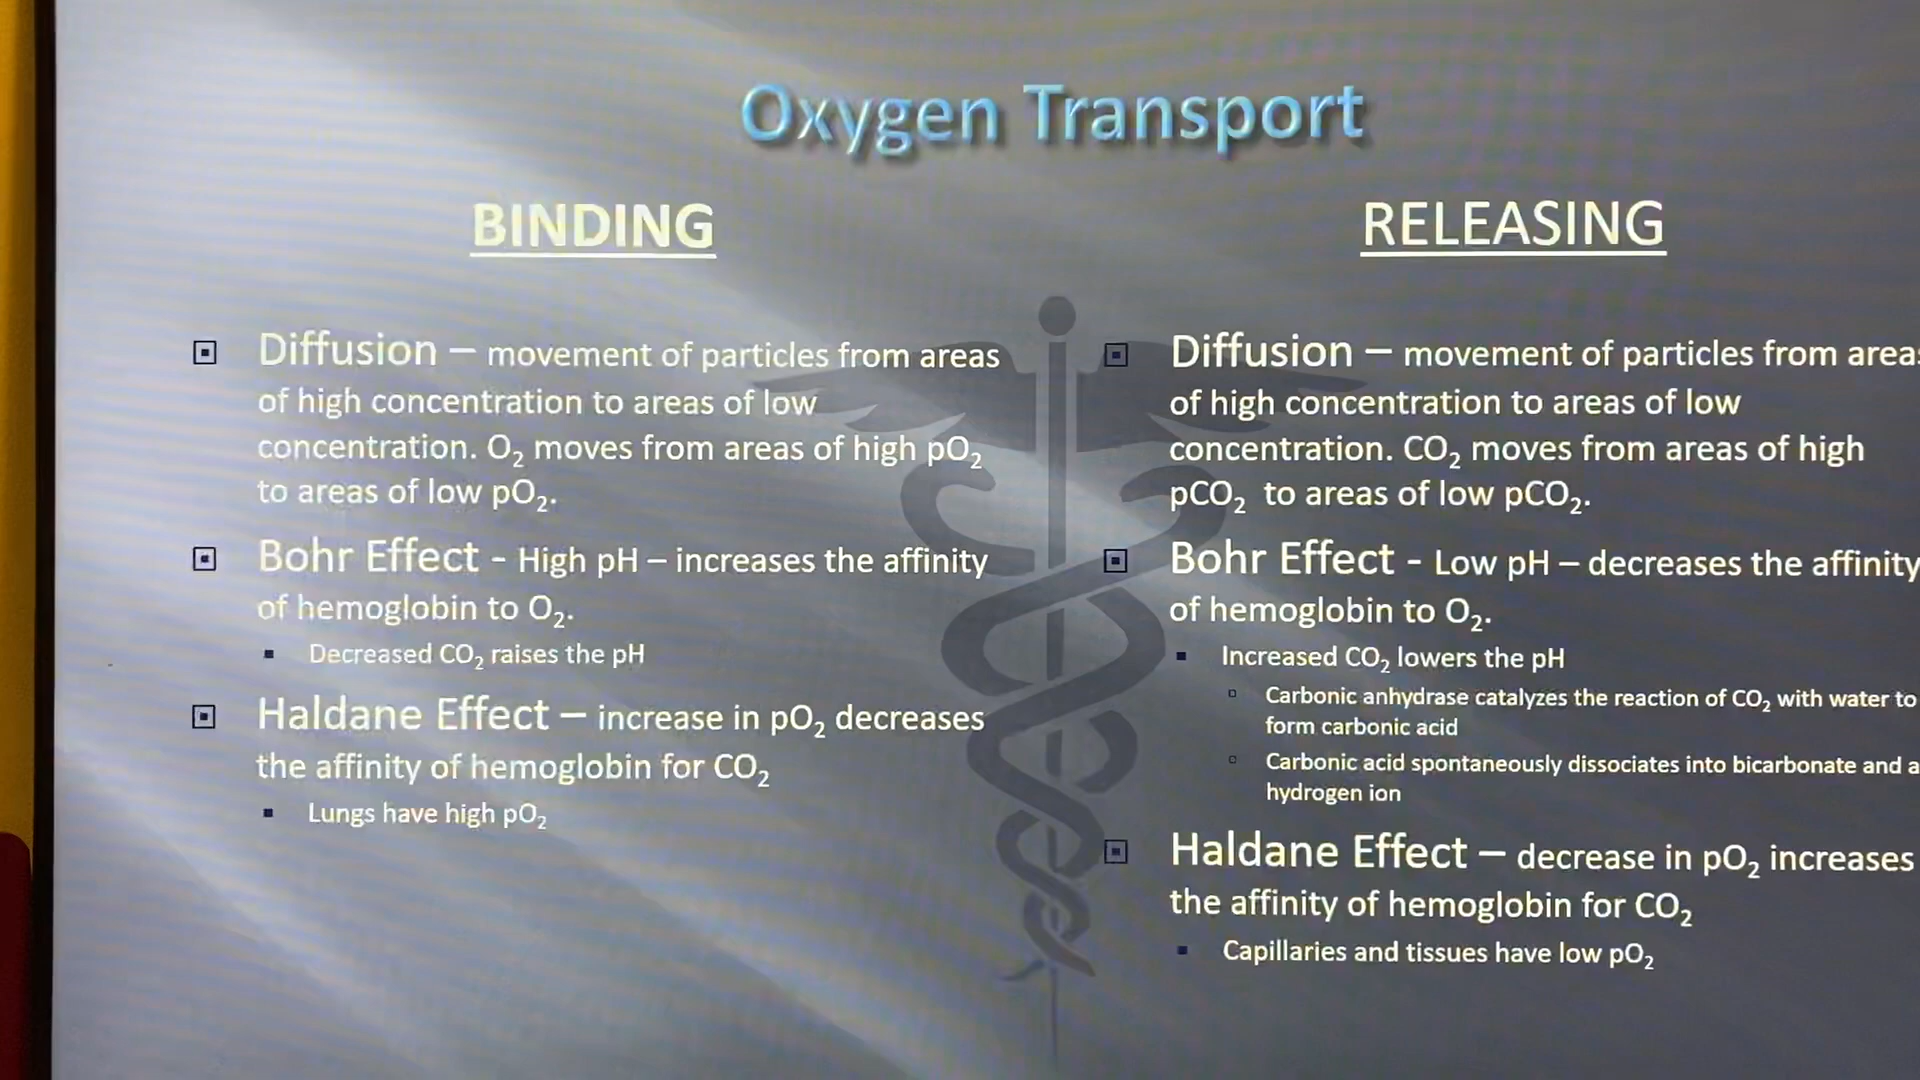 Oxygen Transport
BINDING
Diffusion – movement of particles from areas
of high concentration to areas of low
concentration. O₂ moves from areas of high pO₂
to areas of low pO₂.
Bohr Effect - High pH – increases the affinity
of hemoglobin to O₂.
Decreased CO₂ raises the pH
Haldane Effect – increase in pO₂ decreases
the affinity of hemoglobin for CO₂
Lungs have high pO₂
RELEASING
Diffusion – movement of particles from areas
of high concentration to areas of low
concentration. CO₂ moves from areas of high
pCO₂ to areas of low pCO₂.
Bohr Effect - Low pH – decreases the affinity
of hemoglobin to O₂.
Increased CO₂ lowers the pH
Carbonic anhydrase catalyzes the reaction of CO₂ with water to
form carbonic acid
Carbonic acid spontaneously dissociates into bicarbonate and a
hydrogen ion
Haldane Effect – decrease in pO₂ increases
the affinity of hemoglobin for CO₂
Capillaries and tissues have low pO₂